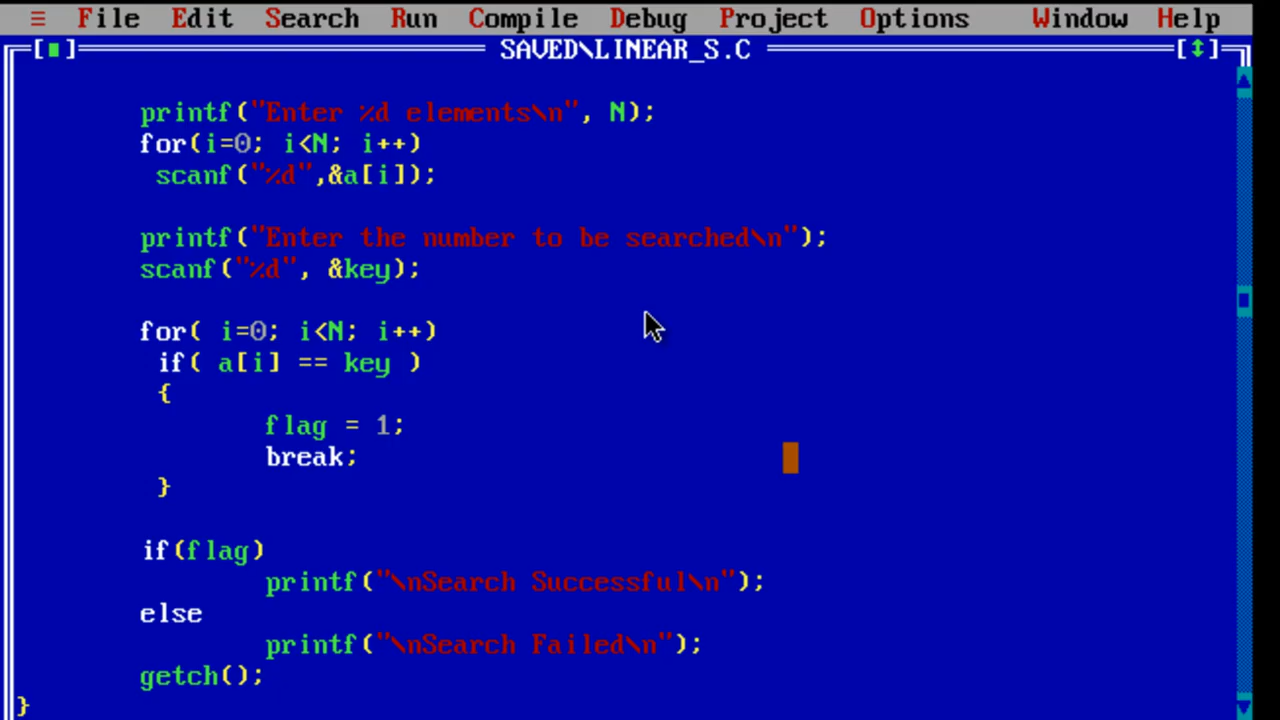 ≡ File Edit Search Run Compile Debug Project Options Window Help
[■] SAVED\LINEAR_S.C [↕]
printf("Enter %d elements\n", N);
for(i=0; i<N; i++)
scanf("%d",&a[i]);
printf("Enter the number to be searched\n");
scanf("%d", &key);
for( i=0; i<N; i++)
if( a[i] == key )
{
flag = 1;
break;
}
if(flag)
printf("\nSearch Successful\n");
else
printf("\nSearch Failed\n");
getch();
}